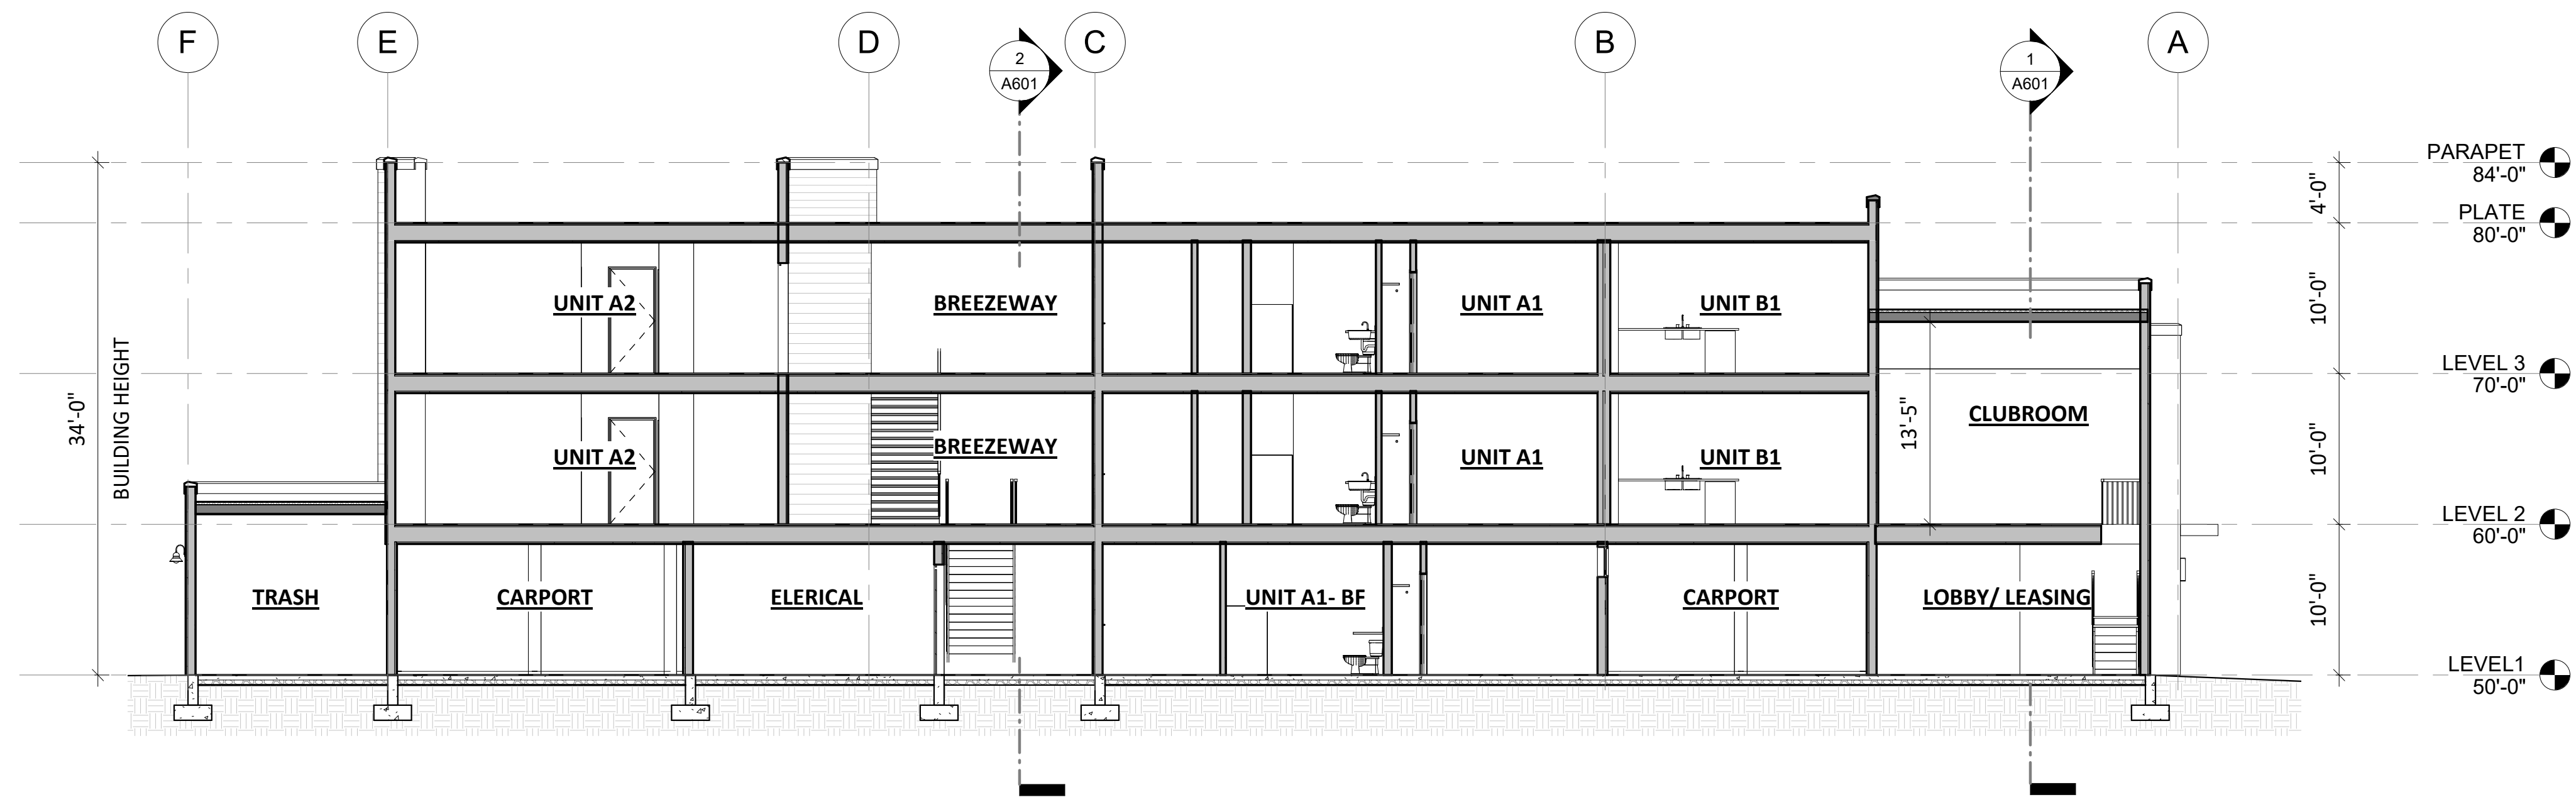 F
E
D
2
A601
C
B
1
A601
A
PARAPET
84'-0"
4'-0"
PLATE
80'-0"
10'-0"
UNIT A2
BREEZEWAY
UNIT A1
UNIT B1
LEVEL 3
70'-0"
34'-0"
BUILDING HEIGHT
UNIT A2
BREEZEWAY
UNIT A1
UNIT B1
13'-5"
CLUBROOM
10'-0"
LEVEL 2
60'-0"
TRASH
CARPORT
ELERICAL
UNIT A1- BF
CARPORT
LOBBY/ LEASING
10'-0"
LEVEL1
50'-0"